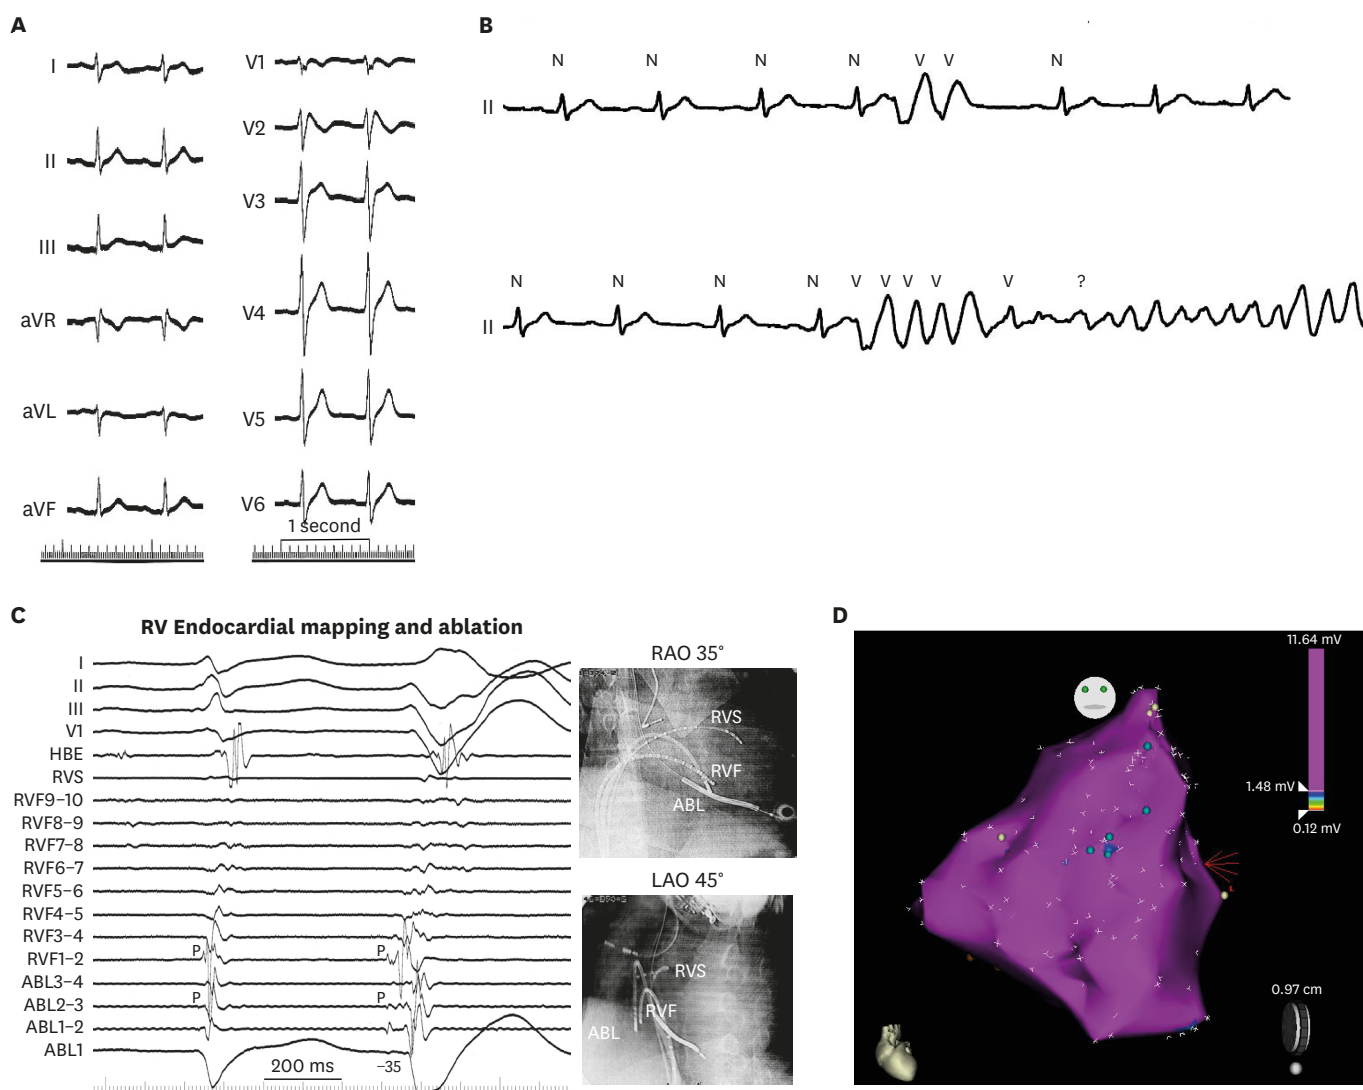 A
I
II
III
aVR
aVL
aVF
V1
V2
V3
V4
V5
V6
1 second
B
N N N N V V N
II
N N N N V V V V V ?
II
C
RV Endocardial mapping and ablation
I
II
III
V1
HBE
RVS
RVF9–10
RVF8–9
RVF7–8
RVF6–7
RVF5–6
RVF4–5
RVF3–4
RVF1–2
ABL3–4
ABL2–3
ABL1–2
ABL1
P P
P P
200 ms
–35
RAO 35°
RVS
RVF
ABL
LAO 45°
RVS
RVF
ABL
D
11.64 mV
1.48 mV
0.12 mV
0.97 cm